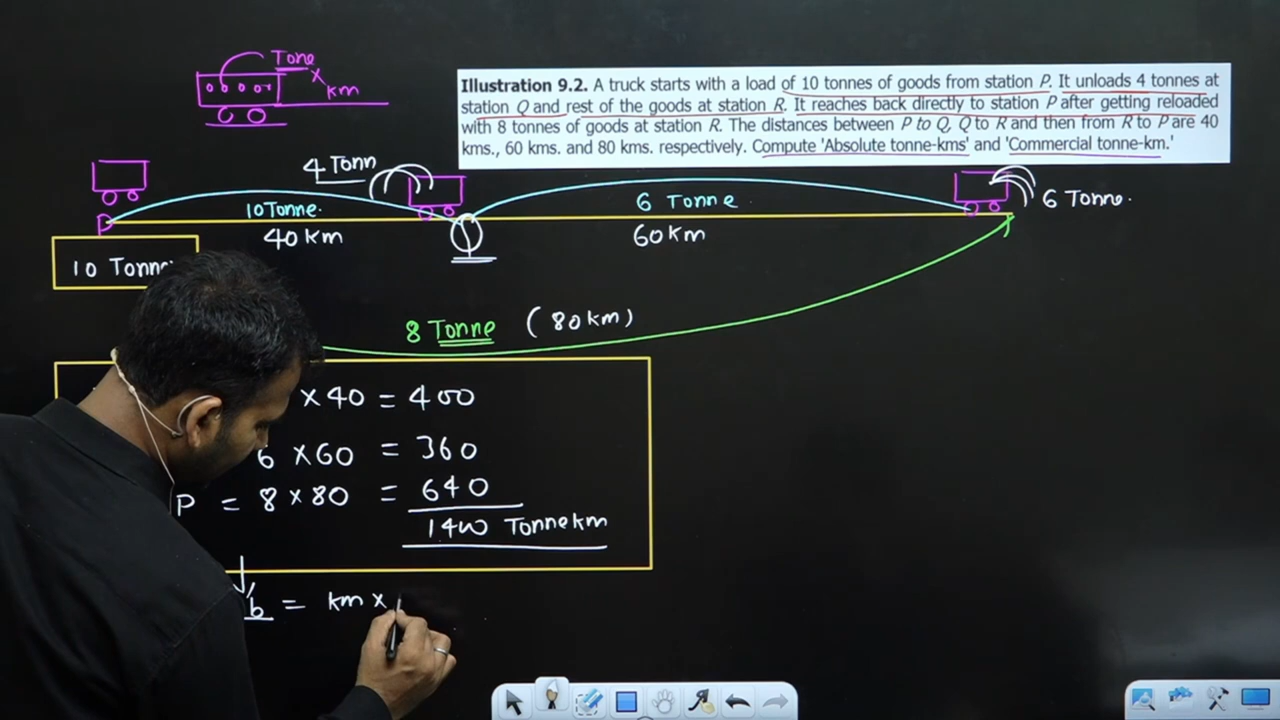 Tone
x
km
Illustration 9.2. A truck starts with a load of 10 tonnes of goods from station P. It unloads 4 tonnes at
station Q and rest of the goods at station R. It reaches back directly to station P after getting reloaded
with 8 tonnes of goods at station R. The distances between P to Q, Q to R and then from R to P are 40
kms., 60 kms. and 80 kms. respectively. Compute 'Absolute tonne-kms' and 'Commercial tonne-km.'
4 Tonn
10 Tonne.
6 Tonne
6 Tonne.
P
40 km
60km
10 Tonne
8 Tonne (80km)
x 40 = 400
6 x 60 = 360
P = 8 x 80 = 640
1400 Tonnekm
= km x